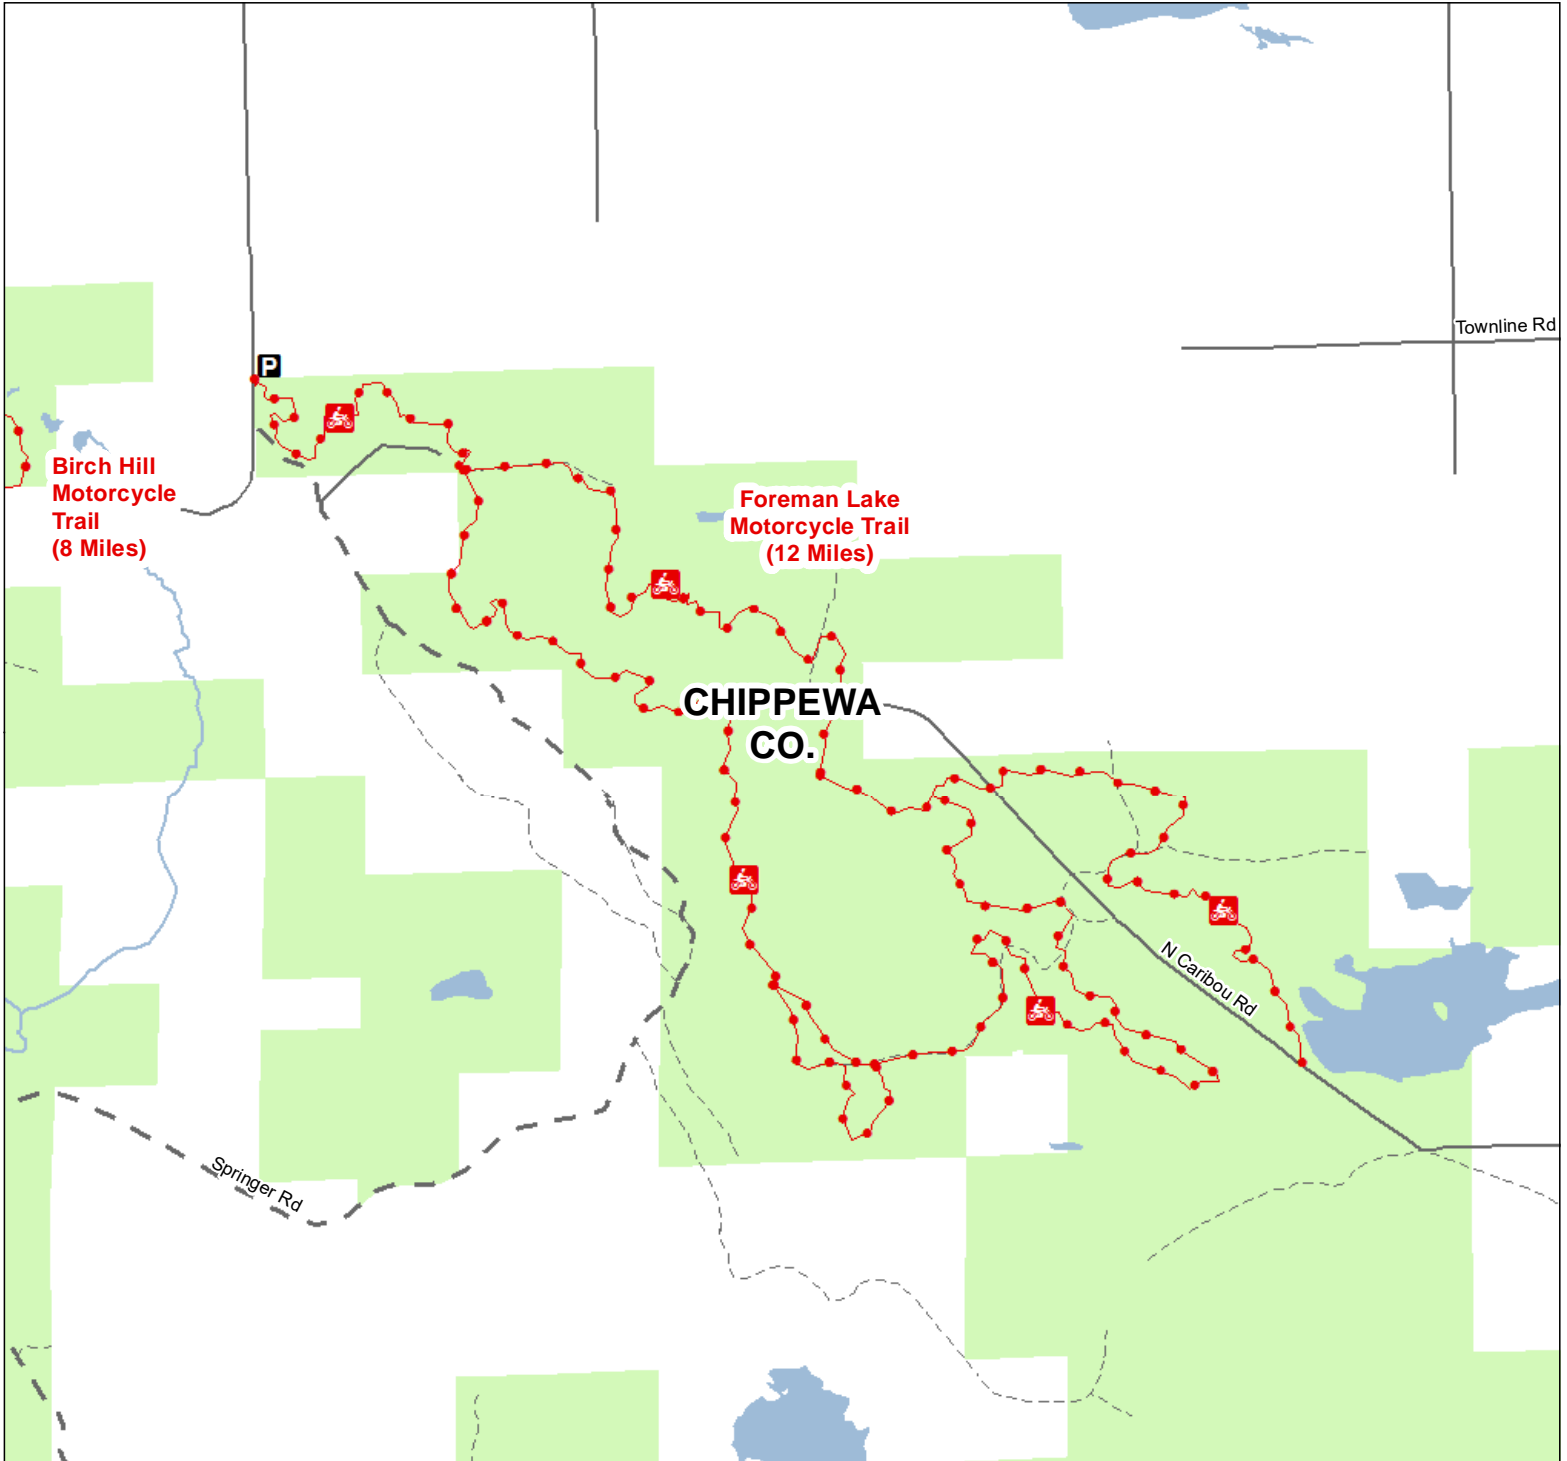 Townline Rd
P
Birch Hill
Motorcycle
Trail
(8 Miles)
Foreman Lake
Motorcycle Trail
(12 Miles)
CHIPPEWA
CO.
N Caribou Rd
Springer Rd